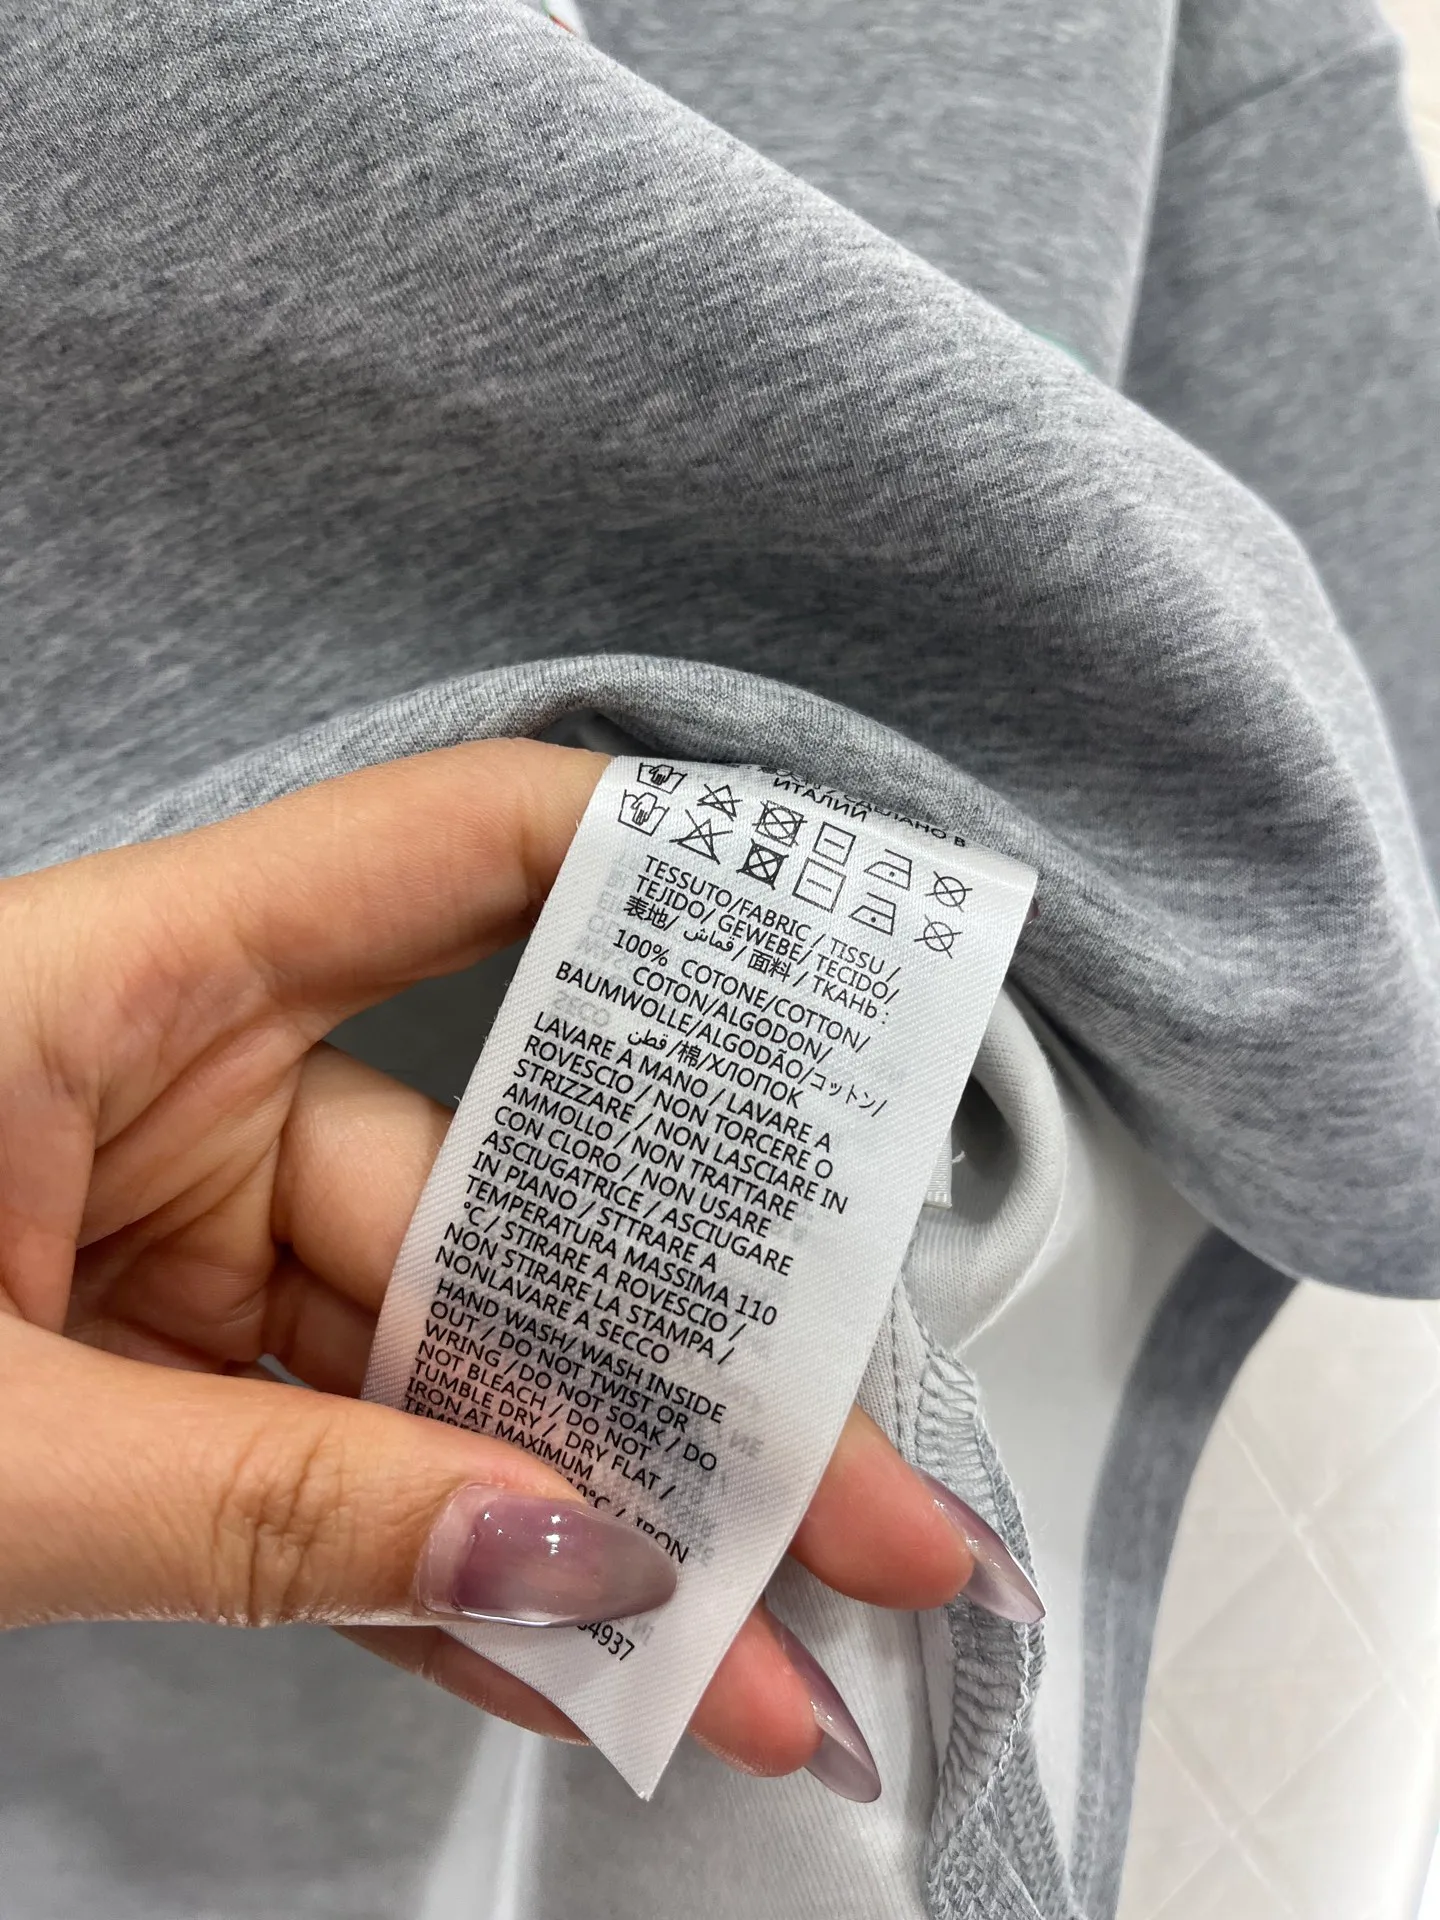 ИТАЛИИ
TESSUTO/FABRIC / TISSU /
TEJIDO/ GEWEBE/ TECIDO/
表地/ قماش / 面料 / ТКАНЬ :
100% COTONE/COTTON/
COTON/ALGODON/
BAUMWOLLE/ALGODÃO/コットン/
قطن /棉/ХЛОПОК
LAVARE A MANO / LAVARE A
ROVESCIO / NON TORCERE O
STRIZZARE / NON LASCIARE IN
AMMOLLO / NON TRATTARE
CON CLORO / NON USARE
ASCIUGATRICE / ASCIUGARE
IN PIANO / STTRARE A
TEMPERATURA MASSIMA 110
°C / STIRARE A ROVESCIO /
NON STIRARE LA STAMPA /
NONLAVARE A SECCO
HAND WASH/ WASH INSIDE
OUT / DO NOT TWIST OR
WRING / DO NOT SOAK / DO
NOT BLEACH / DO NOT
TUMBLE DRY / DRY FLAT /
IRON AT MAXIMUM
/ IRON